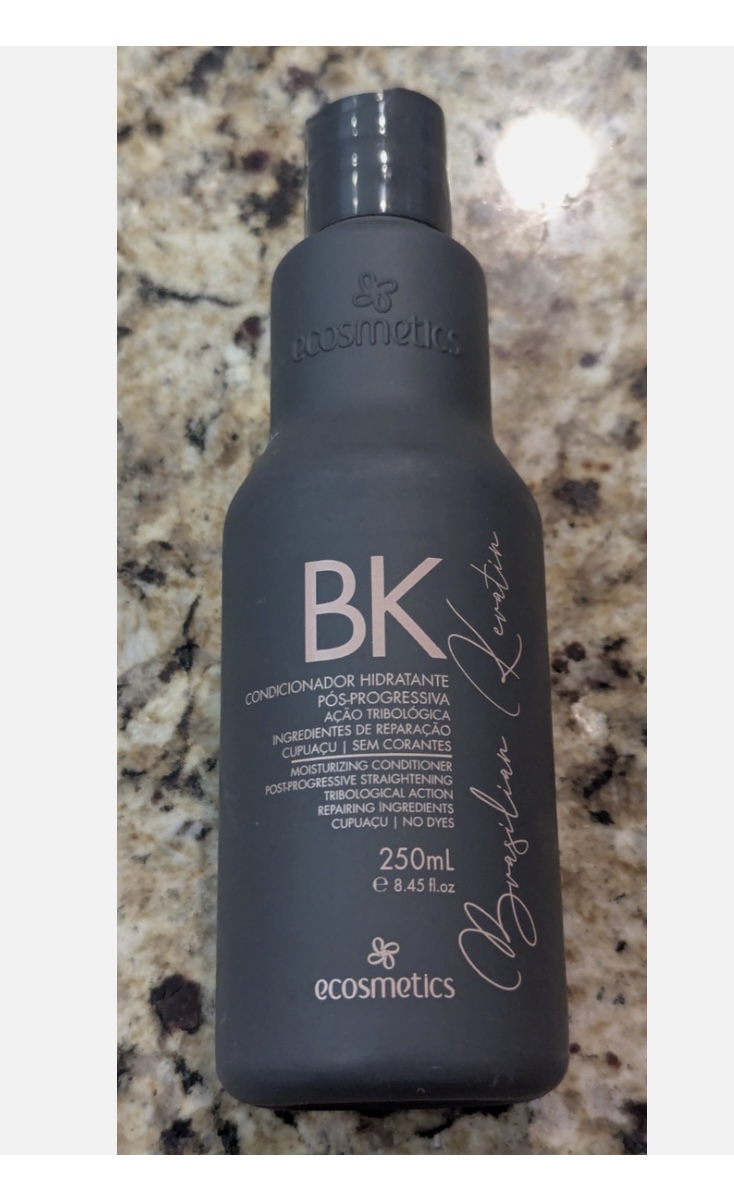 ecosmetics
BK
CONDICIONADOR HIDRATANTE
PÓS-PROGRESSIVA
AÇÃO TRIBOLÓGICA
INGREDIENTES DE REPARAÇÃO
CUPUAÇU | SEM CORANTES
MOISTURIZING CONDITIONER
POST-PROGRESSIVE STRAIGHTENING
TRIBOLOGICAL ACTION
REPAIRING INGREDIENTS
CUPUAÇU | NO DYES
250mL
℮ 8.45 fl.oz
ecosmetics
Brasilian Keratin